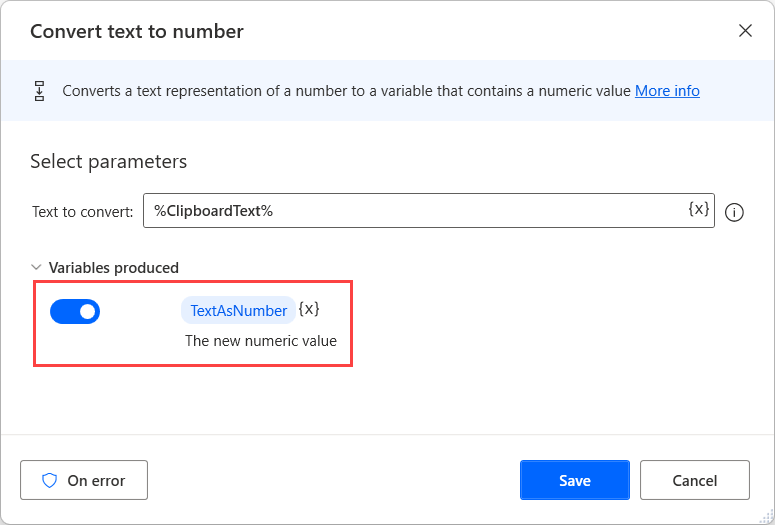 Convert text to number
Converts a text representation of a number to a variable that contains a numeric value More info
Select parameters
Text to convert: %ClipboardText% {x}
Variables produced
TextAsNumber {x}
The new numeric value
On error Save Cancel